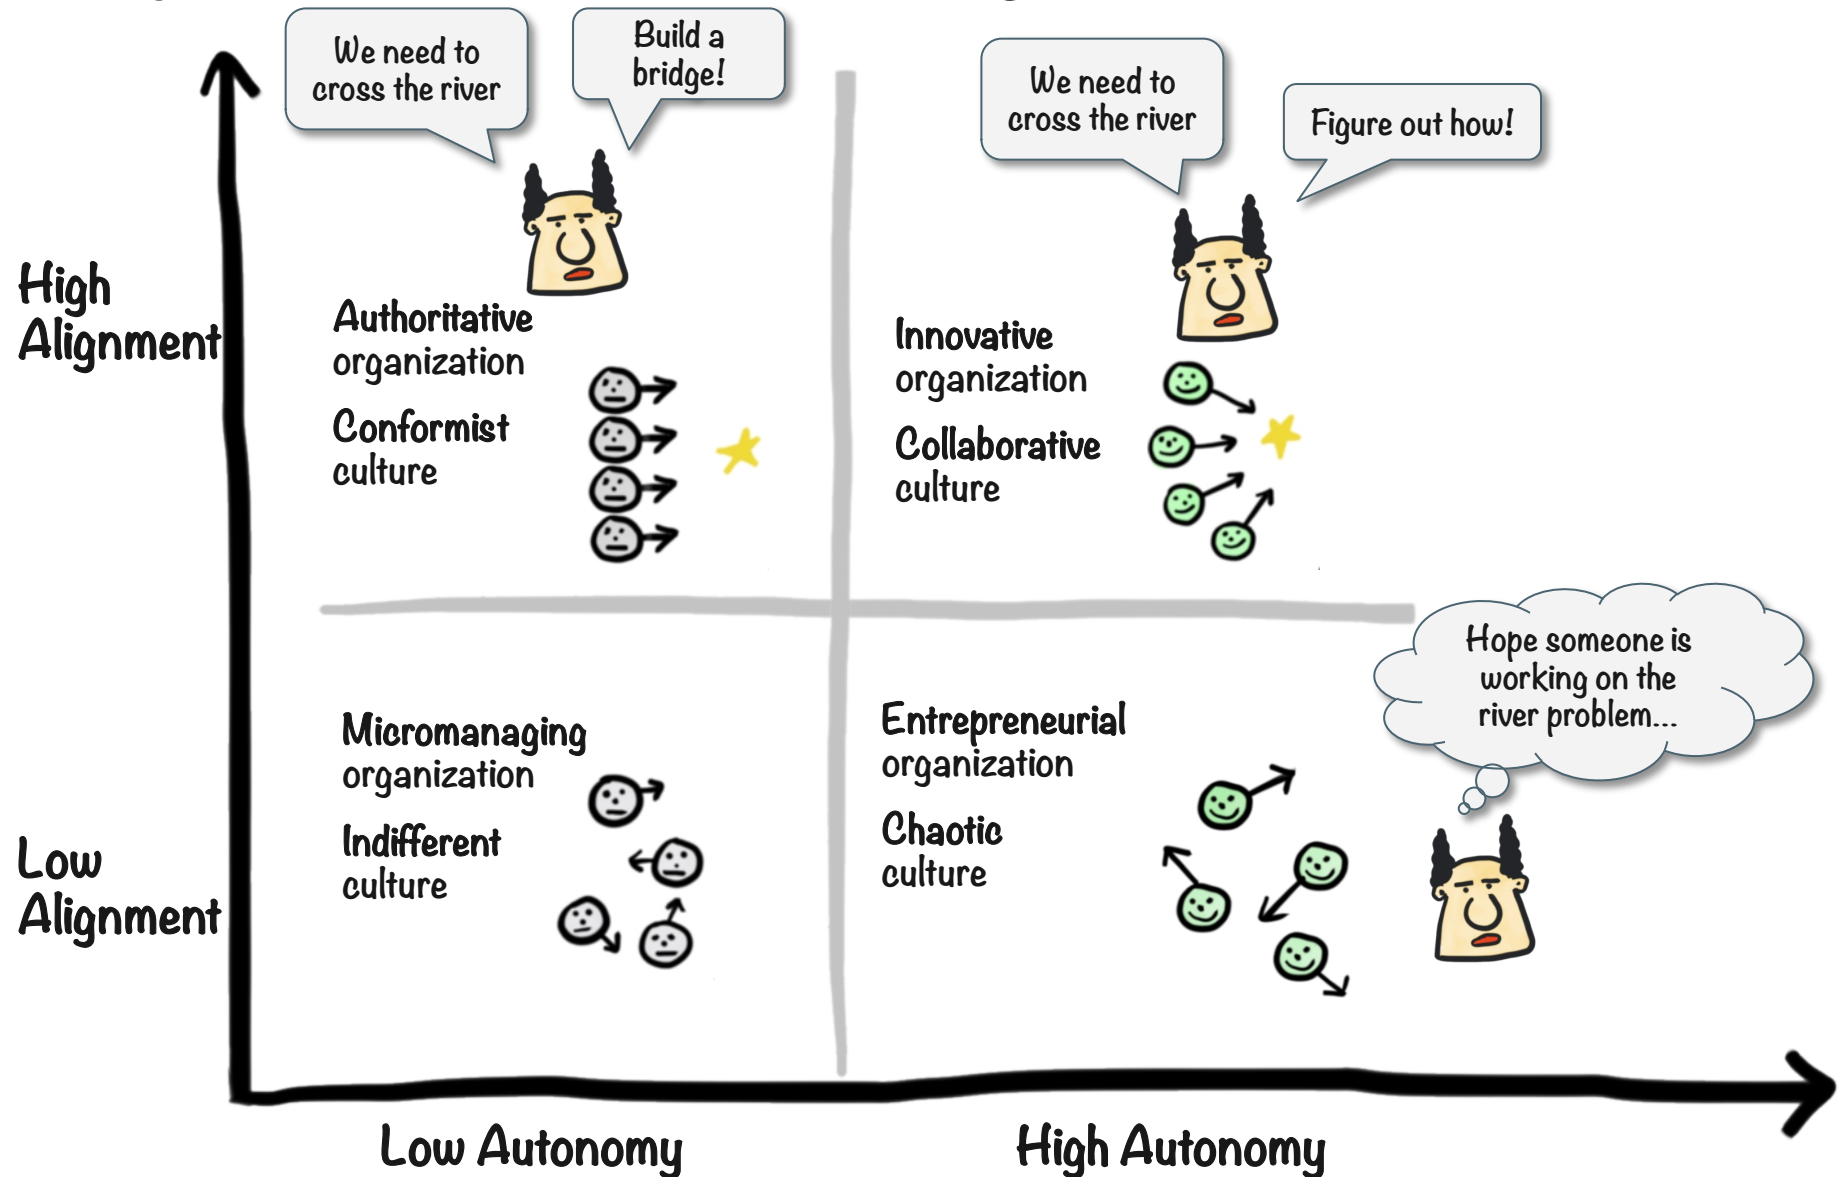 We need to
cross the river
Build a
bridge!
We need to
cross the river
Figure out how!
High
Alignment
Authoritative
organization
Conformist
culture
Innovative
organization
Collaborative
culture
Hope someone is
working on the
river problem...
Low
Alignment
Micromanaging
organization
Indifferent
culture
Entrepreneurial
organization
Chaotic
culture
Low Autonomy
High Autonomy